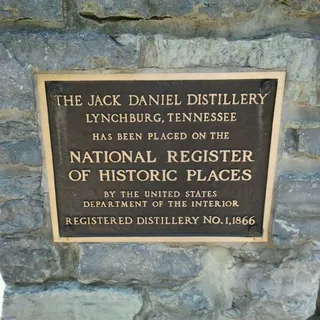 THE JACK DANIEL DISTILLERY
LYNCHBURG, TENNESSEE
HAS BEEN PLACED ON THE
NATIONAL REGISTER
OF HISTORIC PLACES
BY THE UNITED STATES
DEPARTMENT OF THE INTERIOR
REGISTERED DISTILLERY NO. 1, 1866